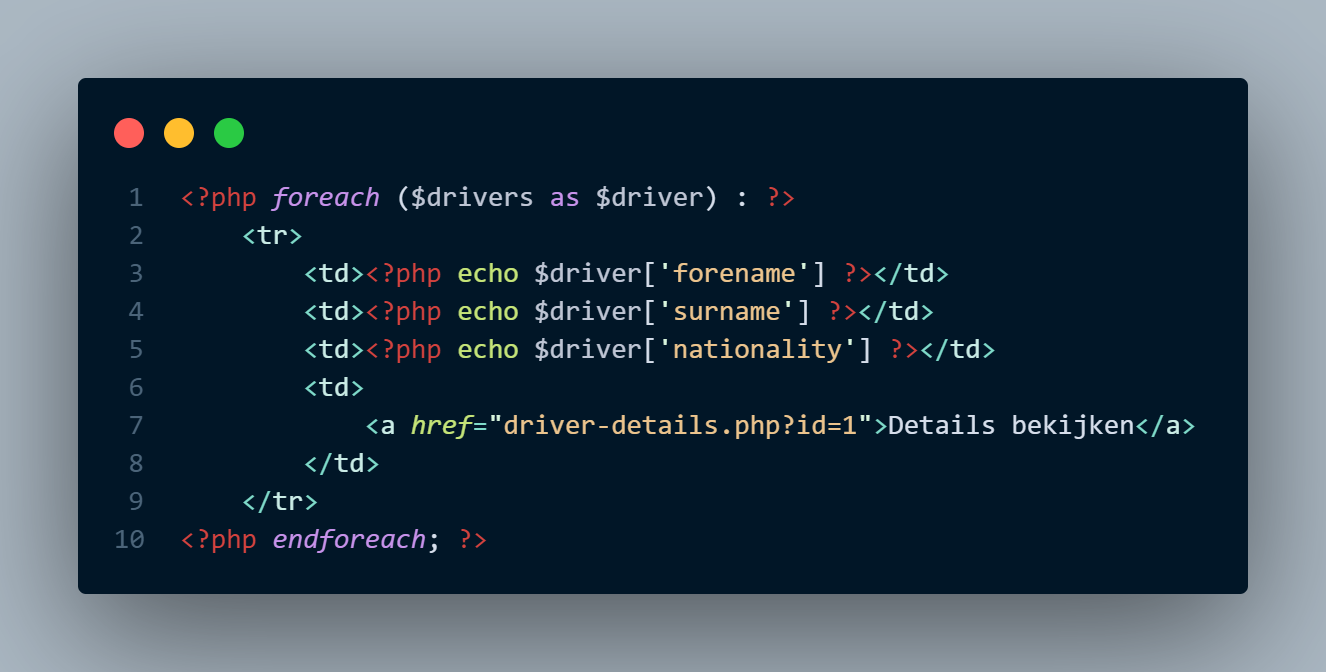 1 <?php foreach ($drivers as $driver) : ?>
2     <tr>
3         <td><?php echo $driver['forename'] ?></td>
4         <td><?php echo $driver['surname'] ?></td>
5         <td><?php echo $driver['nationality'] ?></td>
6         <td>
7             <a href="driver-details.php?id=1">Details bekijken</a>
8         </td>
9     </tr>
10 <?php endforeach; ?>